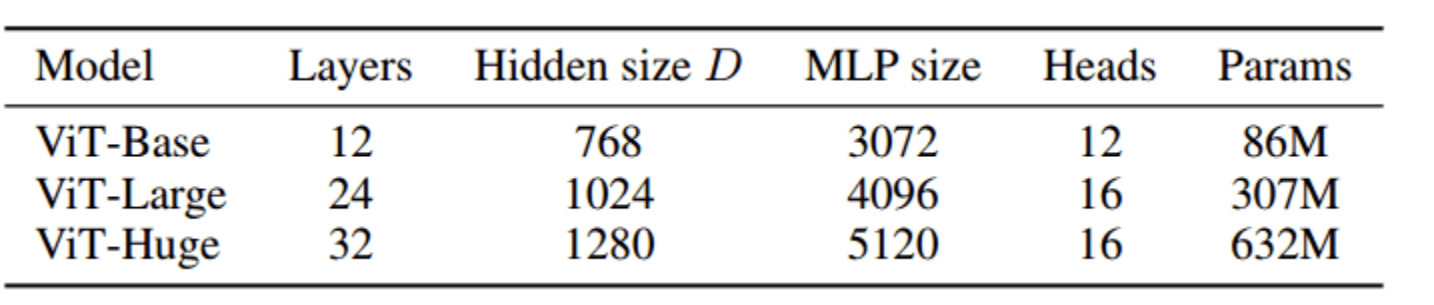 Model Layers Hidden size D MLP size Heads Params
ViT-Base 12 768 3072 12 86M
ViT-Large 24 1024 4096 16 307M
ViT-Huge 32 1280 5120 16 632M